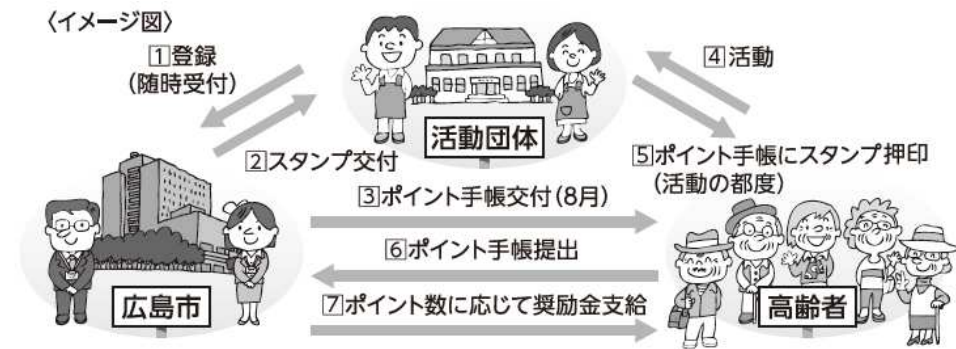 〈イメージ図〉
1登録
(随時受付)
4活動
活動団体
2スタンプ交付
5ポイント手帳にスタンプ押印
(活動の都度)
3ポイント手帳交付(8月)
6ポイント手帳提出
7ポイント数に応じて奨励金支給
広島市
高齢者